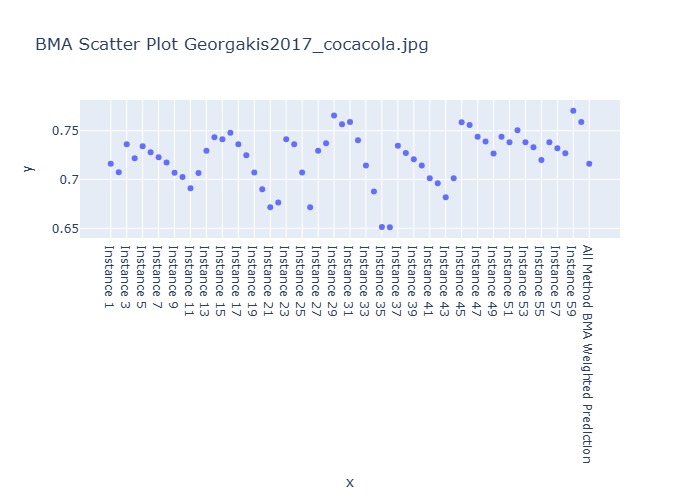 BMA Scatter Plot Georgakis2017_cocacola.jpg
y
0.75
0.7
0.65
Instance 1
Instance 3
Instance 5
Instance 7
Instance 9
Instance 11
Instance 13
Instance 15
Instance 17
Instance 19
Instance 21
Instance 23
Instance 25
Instance 27
Instance 29
Instance 31
Instance 33
Instance 35
Instance 37
Instance 39
Instance 41
Instance 43
Instance 45
Instance 47
Instance 49
Instance 51
Instance 53
Instance 55
Instance 57
Instance 59
All Method BMA Weighted Prediction
x